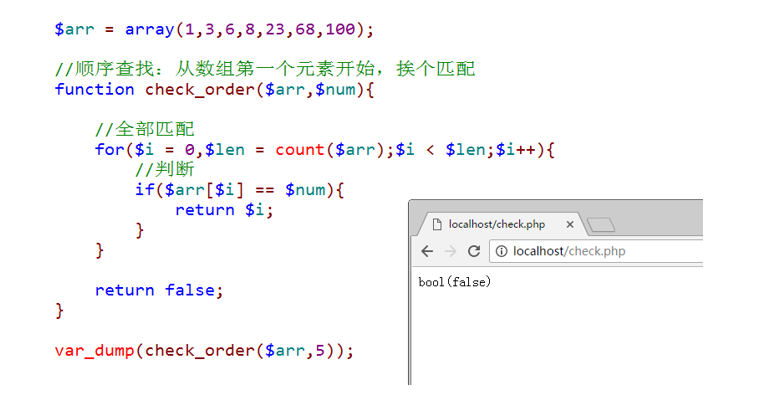 $arr = array(1,3,6,8,23,68,100);
//顺序查找：从数组第一个元素开始，挨个匹配
function check_order($arr,$num){
//全部匹配
for($i = 0,$len = count($arr);$i < $len;$i++){
//判断
if($arr[$i] == $num){
return $i;
}
}
return false;
}
var_dump(check_order($arr,5));
localhost/check.php
localhost/check.php
bool(false)